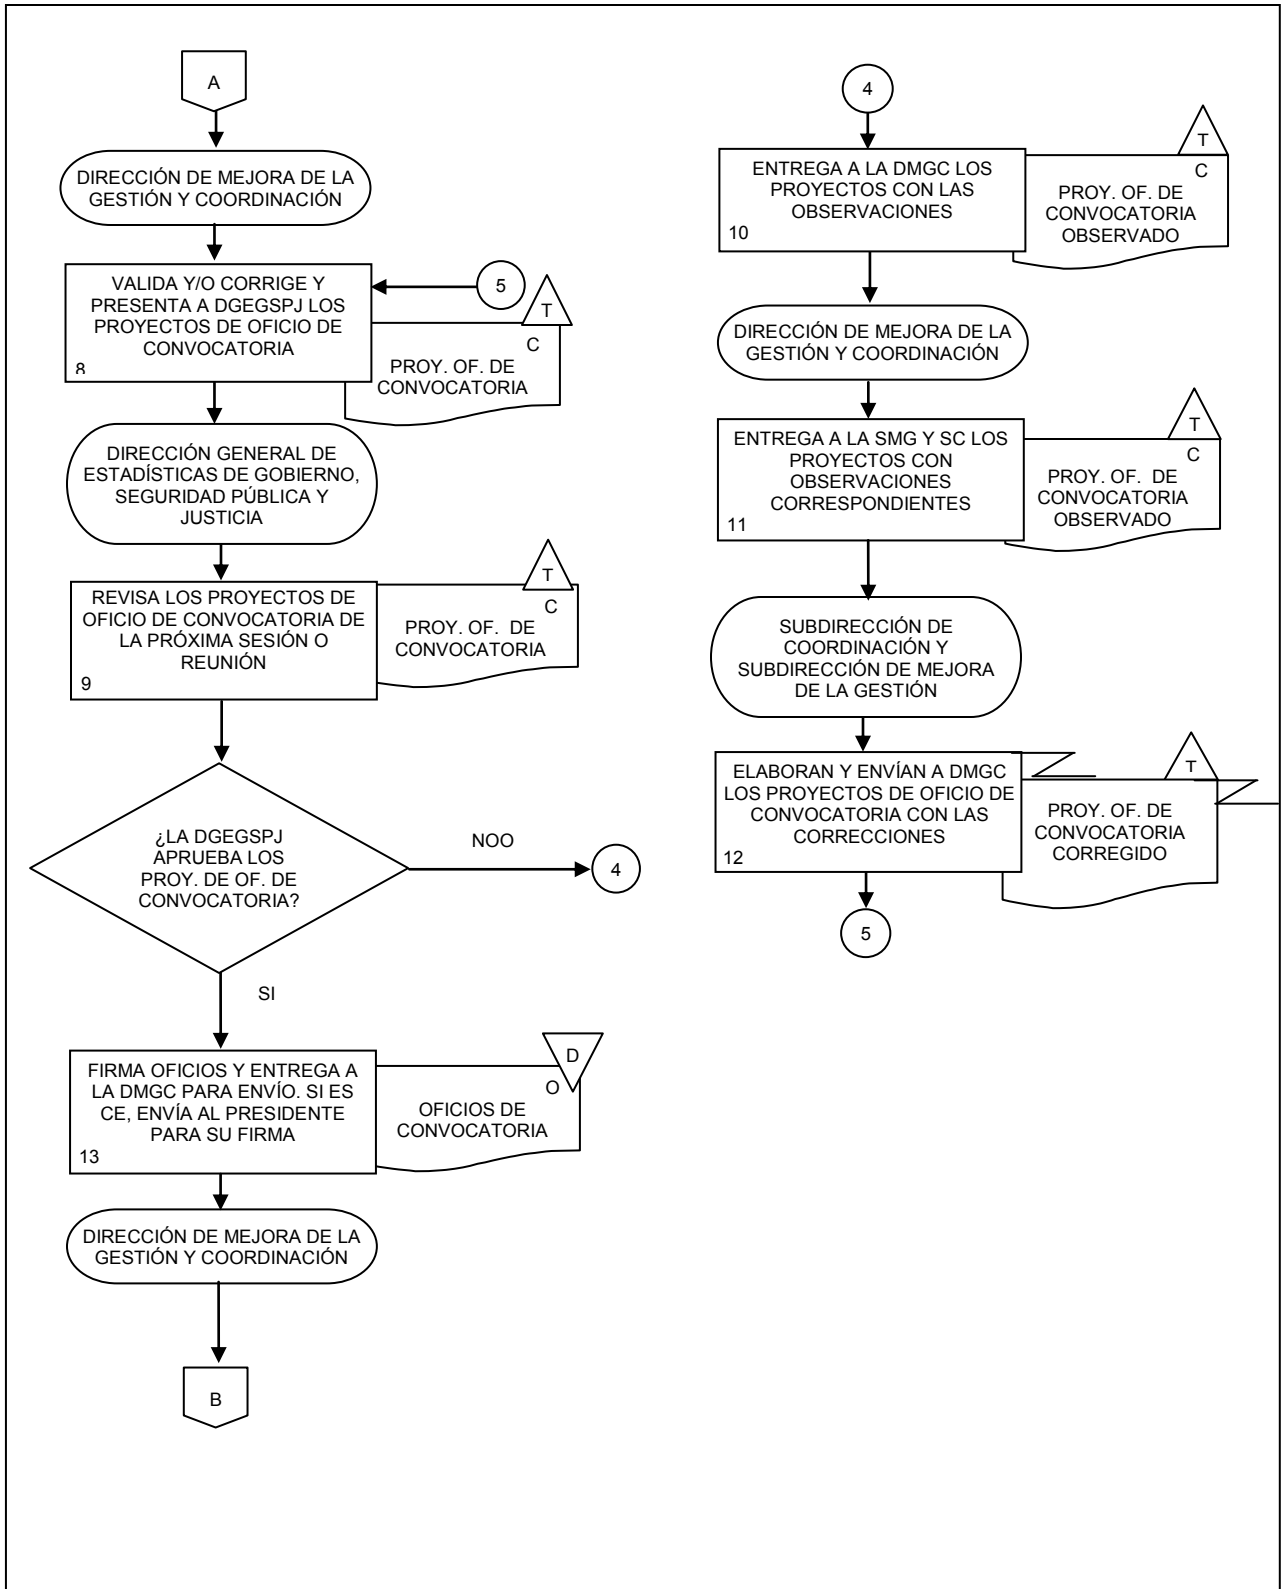 A
DIRECCIÓN DE MEJORA DE LA
GESTIÓN Y COORDINACIÓN
VALIDA Y/O CORRIGE Y
PRESENTA A DGEGSPJ LOS
PROYECTOS DE OFICIO DE
CONVOCATORIA
8
5
T
C
PROY. OF. DE
CONVOCATORIA
DIRECCIÓN GENERAL DE
ESTADÍSTICAS DE GOBIERNO,
SEGURIDAD PÚBLICA Y
JUSTICIA
REVISA LOS PROYECTOS DE
OFICIO DE CONVOCATORIA DE
LA PRÓXIMA SESIÓN O
REUNIÓN
9
T
C
PROY. OF. DE
CONVOCATORIA
¿LA DGEGSPJ
APRUEBA LOS
PROY. DE OF. DE
CONVOCATORIA?
NOO
4
SI
FIRMA OFICIOS Y ENTREGA A
LA DMGC PARA ENVÍO. SI ES
CE, ENVÍA AL PRESIDENTE
PARA SU FIRMA
13
D
O
OFICIOS DE
CONVOCATORIA
DIRECCIÓN DE MEJORA DE LA
GESTIÓN Y COORDINACIÓN
B
4
ENTREGA A LA DMGC LOS
PROYECTOS CON LAS
OBSERVACIONES
10
T
C
PROY. OF. DE
CONVOCATORIA
OBSERVADO
DIRECCIÓN DE MEJORA DE LA
GESTIÓN Y COORDINACIÓN
ENTREGA A LA SMG Y SC LOS
PROYECTOS CON
OBSERVACIONES
CORRESPONDIENTES
11
T
C
PROY. OF. DE
CONVOCATORIA
OBSERVADO
SUBDIRECCIÓN DE
COORDINACIÓN Y
SUBDIRECCIÓN DE MEJORA
DE LA GESTIÓN
ELABORAN Y ENVÍAN A DMGC
LOS PROYECTOS DE OFICIO DE
CONVOCATORIA CON LAS
CORRECCIONES
12
T
PROY. OF. DE
CONVOCATORIA
CORREGIDO
5